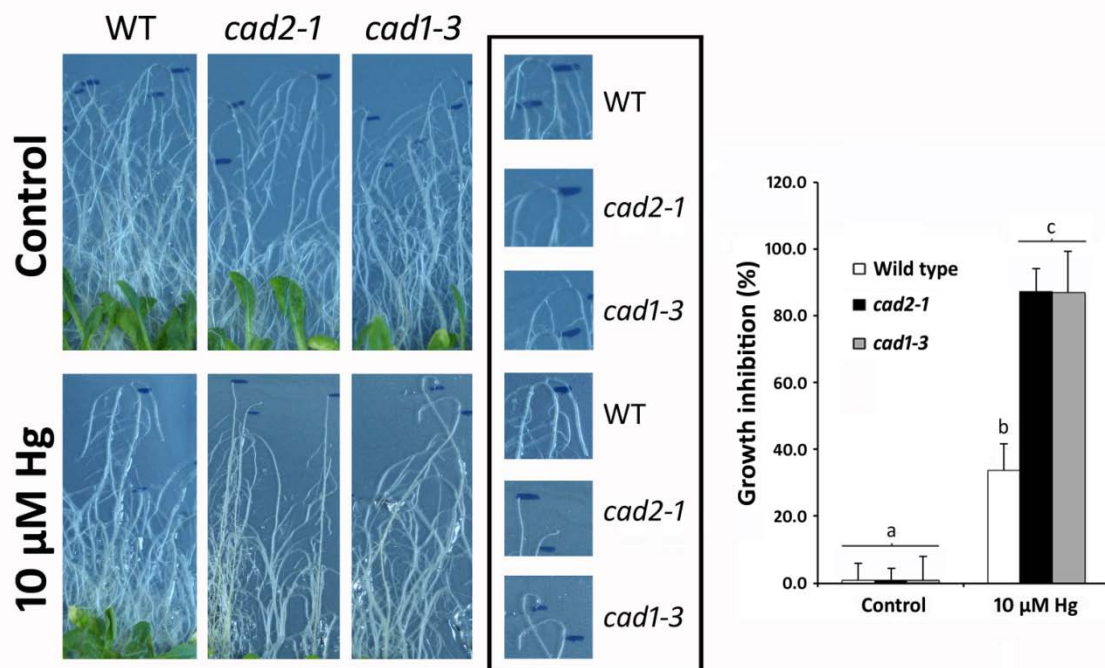 WT cad2-1 cad1-3
Control
10 µM Hg
WT
cad2-1
cad1-3
WT
cad2-1
cad1-3
Growth inhibition (%)
120.0
100.0
80.0
60.0
40.0
20.0
0.0
Wild type
cad2-1
cad1-3
a
b
c
Control 10 µM Hg